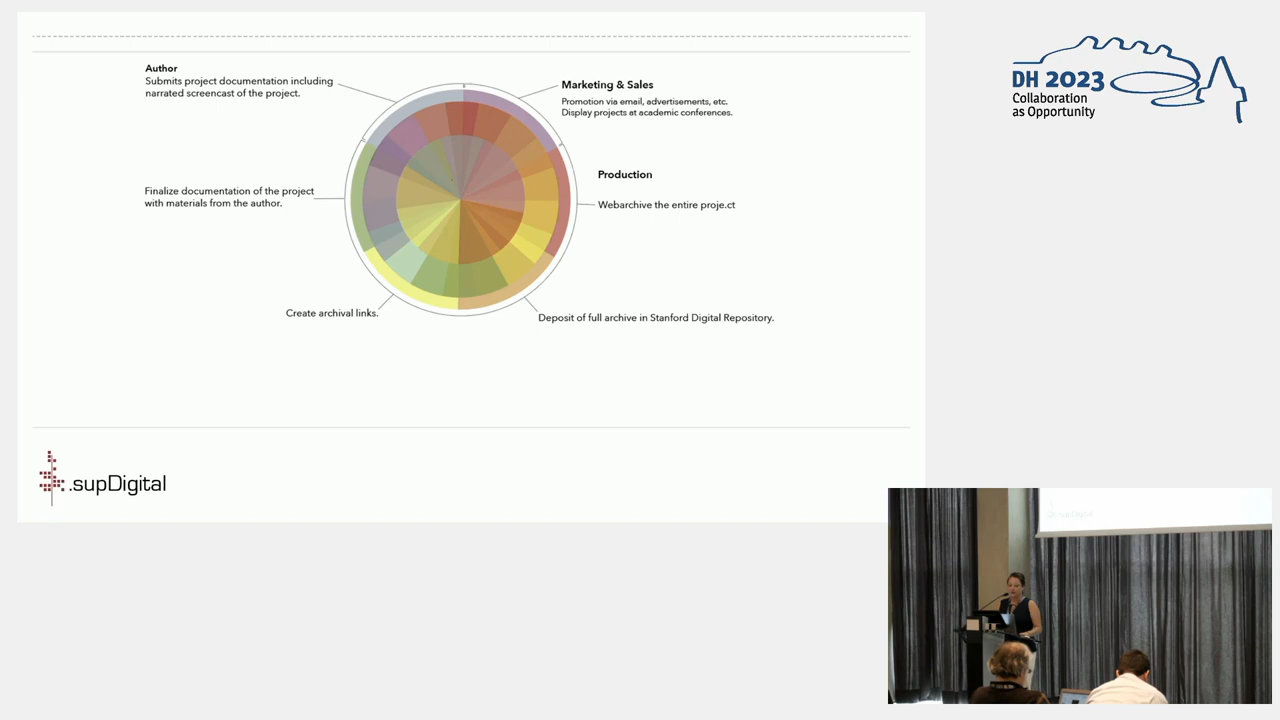 Author
Submits project documentation including
narrated screencast of the project.
Marketing & Sales
Promotion via email, advertisements, etc.
Display projects at academic conferences.
Production
Webarchive the entire proje.ct
Finalize documentation of the project
with materials from the author.
Create archival links.
Deposit of full archive in Stanford Digital Repository.
.supDigital
DH 2023
Collaboration
as Opportunity